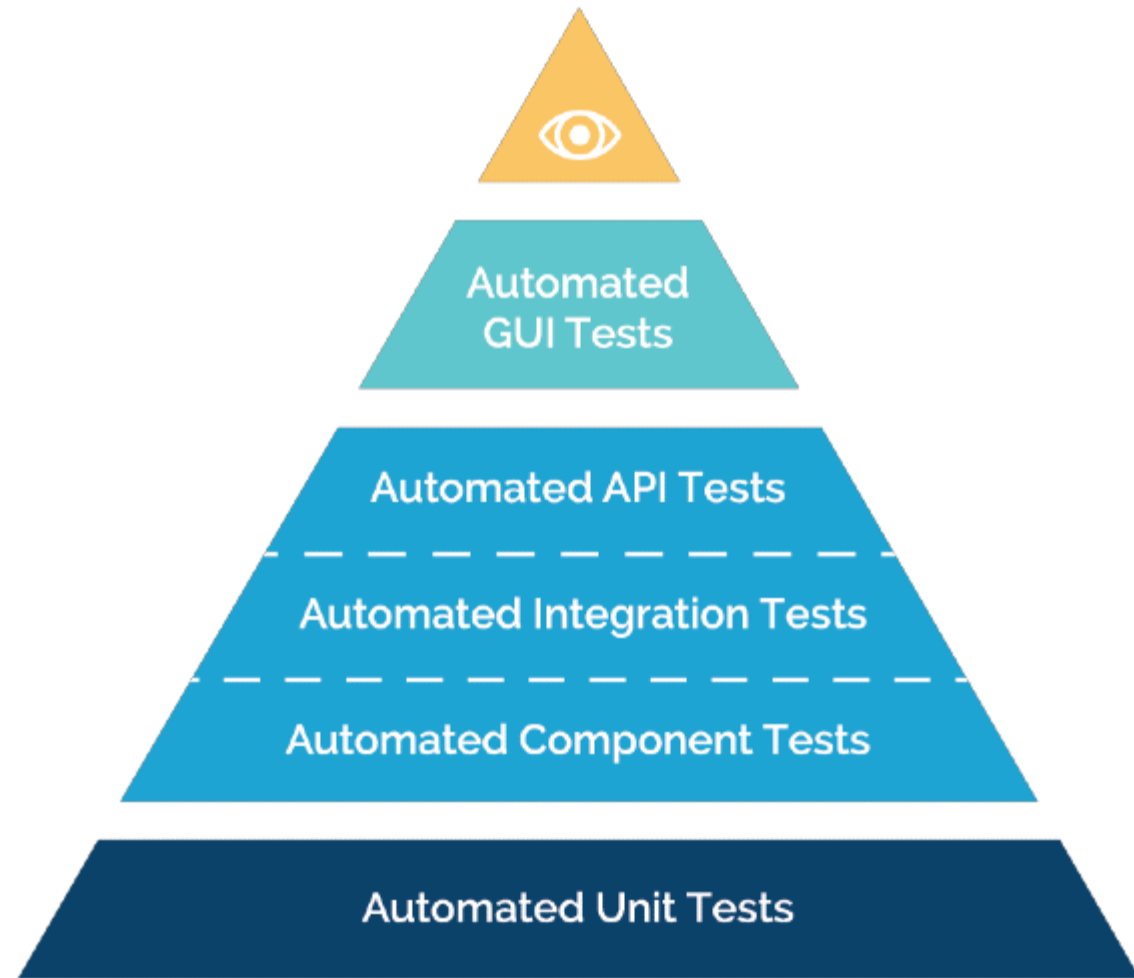 Automated
GUI Tests
Automated API Tests
Automated Integration Tests
Automated Component Tests
Automated Unit Tests